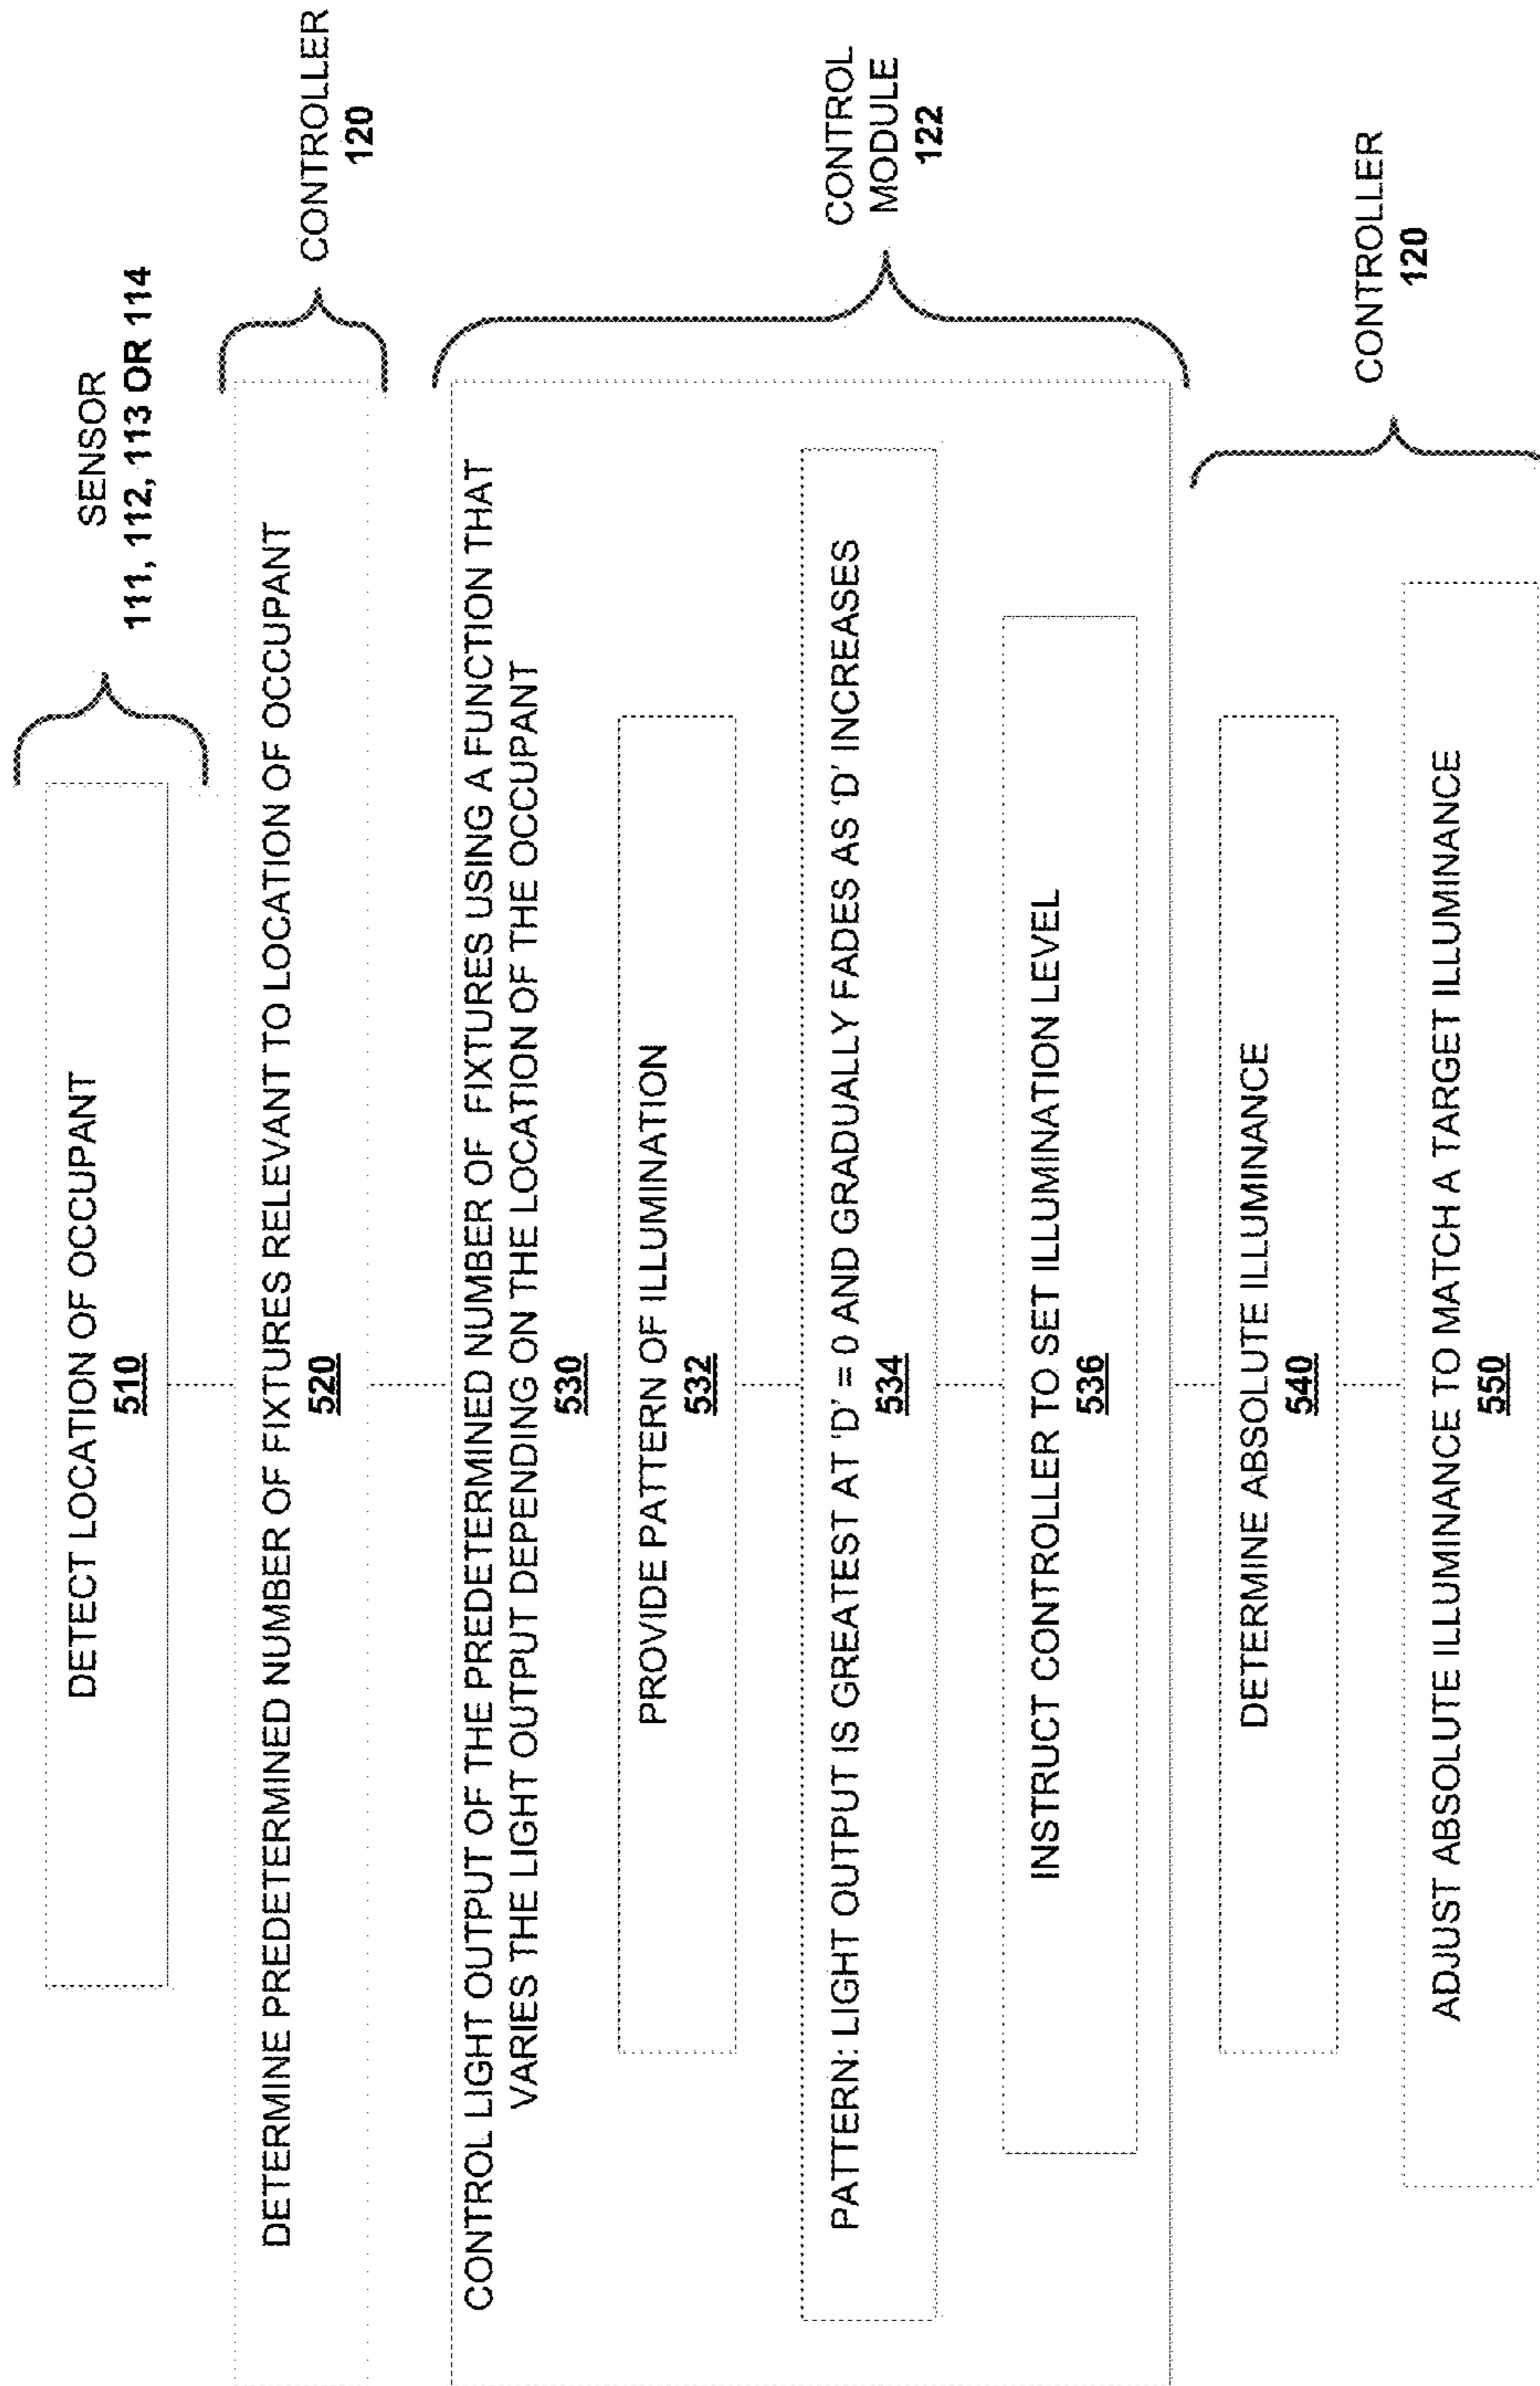 DETECT LOCATION OF OCCUPANT
510
SENSOR
111, 112, 113 OR 114
DETERMINE PREDETERMINED NUMBER OF FIXTURES RELEVANT TO LOCATION OF OCCUPANT
520
CONTROLLER
120
CONTROL LIGHT OUTPUT OF THE PREDETERMINED NUMBER OF FIXTURES USING A FUNCTION THAT
VARIES THE LIGHT OUTPUT DEPENDING ON THE LOCATION OF THE OCCUPANT
530
PROVIDE PATTERN OF ILLUMINATION
532
PATTERN: LIGHT OUTPUT IS GREATEST AT 'D' = 0 AND GRADUALLY FADES AS 'D' INCREASES
534
INSTRUCT CONTROLLER TO SET ILLUMINATION LEVEL
536
CONTROL
MODULE
122
DETERMINE ABSOLUTE ILLUMINANCE
540
ADJUST ABSOLUTE ILLUMINANCE TO MATCH A TARGET ILLUMINANCE
550
CONTROLLER
120